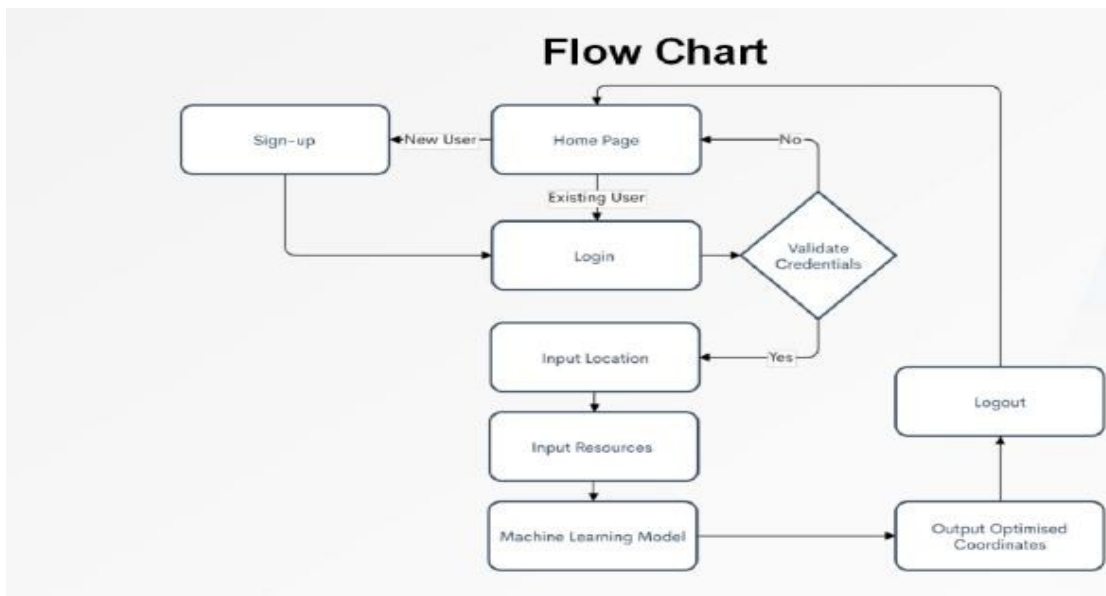 Flow Chart
Sign-up
New User
Home Page
No
Existing User
Login
Validate
Credentials
Input Location
Yes
Logout
Input Resources
Machine Learning Model
Output Optimised
Coordinates